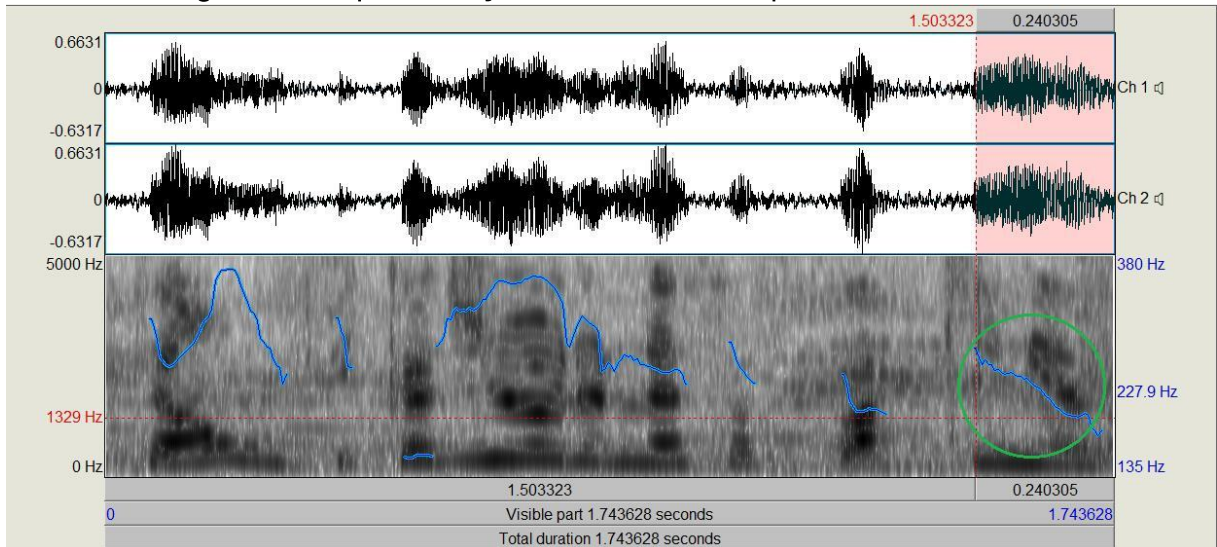 1.503323 0.240305
0.6631
0
-0.6317
Ch 1
0.6631
0
-0.6317
Ch 2
5000 Hz 380 Hz
227.9 Hz
1329 Hz
0 Hz 135 Hz
1.503323 0.240305
0 Visible part 1.743628 seconds 1.743628
Total duration 1.743628 seconds